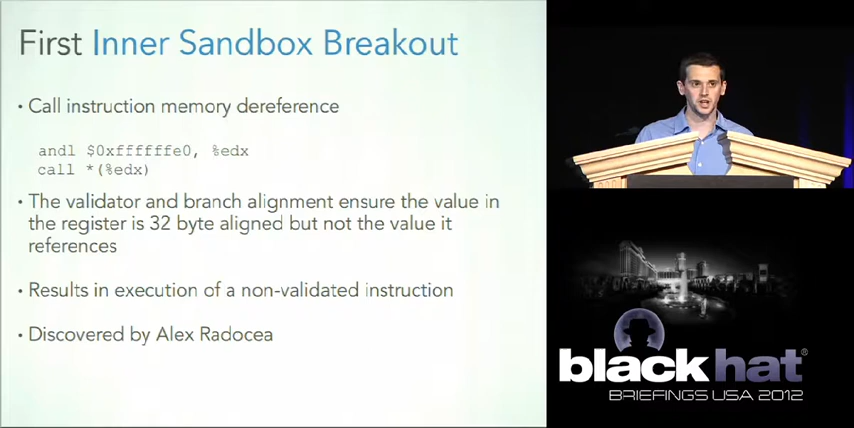 First Inner Sandbox Breakout
• Call instruction memory dereference
andl $0xffffffe0, %edx
call *(%edx)
• The validator and branch alignment ensure the value in
the register is 32 byte aligned but not the value it
references
• Results in execution of a non-validated instruction
• Discovered by Alex Radocea
black hat®
BRIEFINGS USA 2012